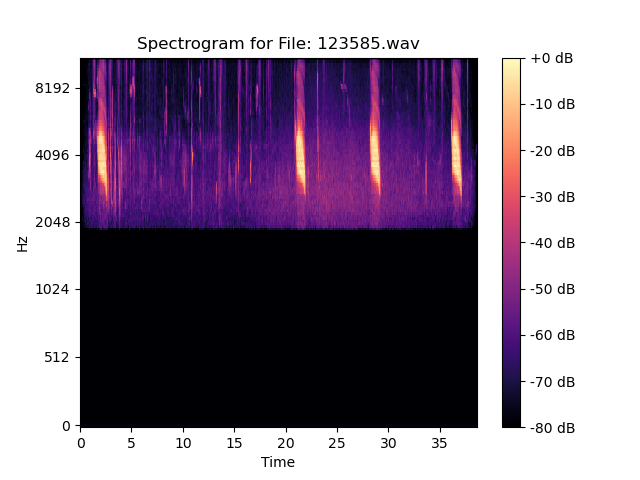 Spectrogram for File: 123585.wav
Hz
8192
4096
2048
1024
512
0
0 5 10 15 20 25 30 35
Time
+0 dB
-10 dB
-20 dB
-30 dB
-40 dB
-50 dB
-60 dB
-70 dB
-80 dB